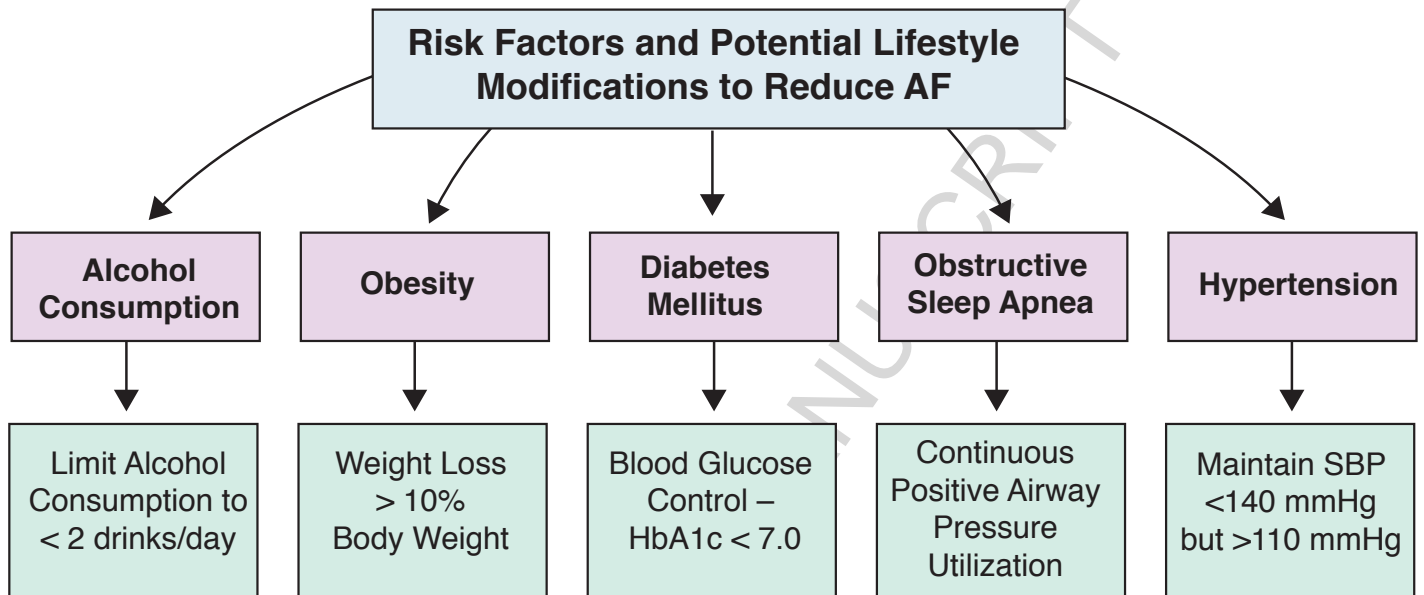 Risk Factors and Potential Lifestyle
Modifications to Reduce AF
Alcohol
Consumption
Obesity
Diabetes
Mellitus
Obstructive
Sleep Apnea
Hypertension
Limit Alcohol
Consumption to
< 2 drinks/day
Weight Loss
> 10%
Body Weight
Blood Glucose
Control –
HbA1c < 7.0
Continuous
Positive Airway
Pressure
Utilization
Maintain SBP
<140 mmHg
but >110 mmHg